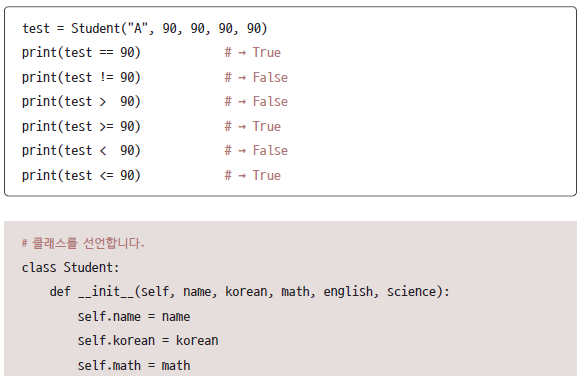 test = Student("A", 90, 90, 90, 90)
print(test == 90)            # → True
print(test != 90)            # → False
print(test >  90)            # → False
print(test >= 90)            # → True
print(test <  90)            # → False
print(test <= 90)            # → True
# 클래스를 선언합니다.
class Student:
    def __init__(self, name, korean, math, english, science):
        self.name = name
        self.korean = korean
        self.math = math